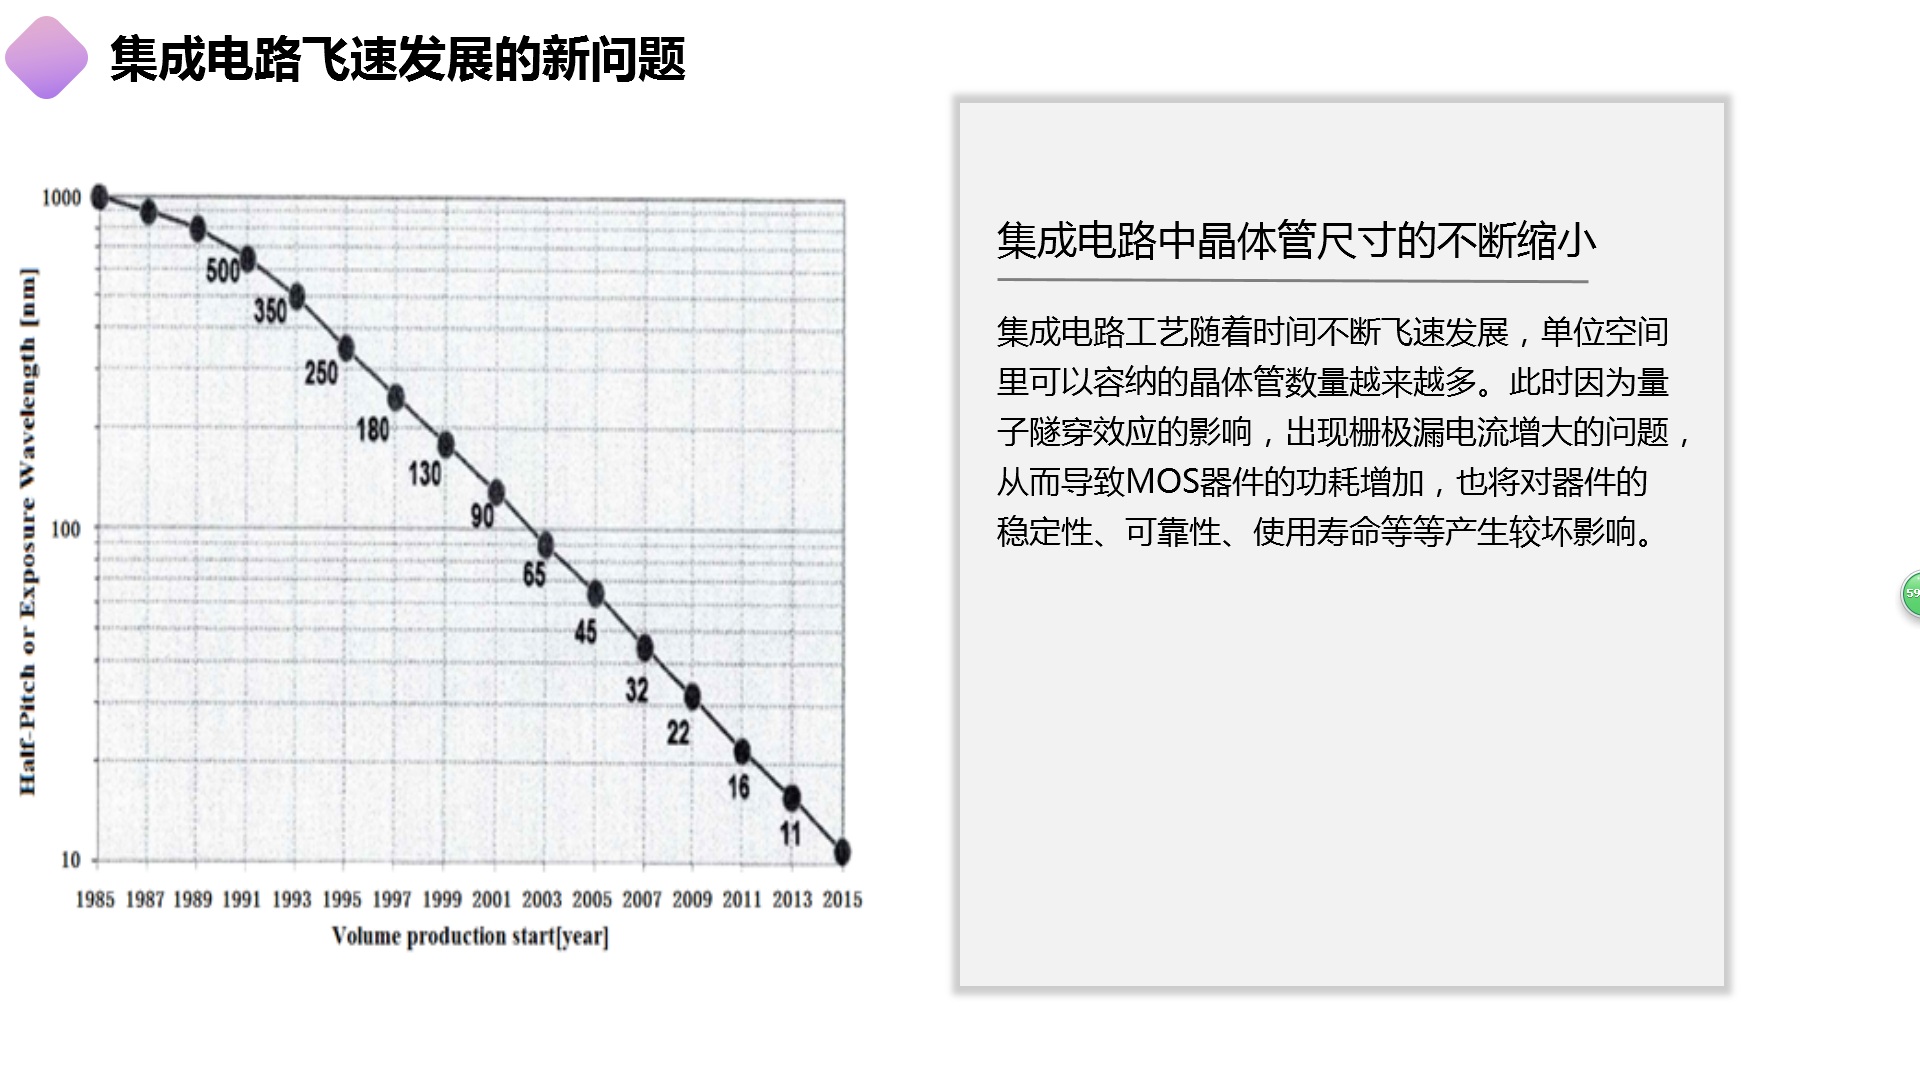 集成电路飞速发展的新问题
1000
100
10
Half-Pitch or Exposure Wavelength [nm]
500
350
250
180
130
90
65
45
32
22
16
11
1985 1987 1989 1991 1993 1995 1997 1999 2001 2003 2005 2007 2009 2011 2013 2015
Volume production start[year]
集成电路中晶体管尺寸的不断缩小
集成电路工艺随着时间不断飞速发展，单位空间
里可以容纳的晶体管数量越来越多。此时因为量
子隧穿效应的影响，出现栅极漏电流增大的问题，
从而导致MOS器件的功耗增加，也将对器件的
稳定性、可靠性、使用寿命等等产生较坏影响。
59